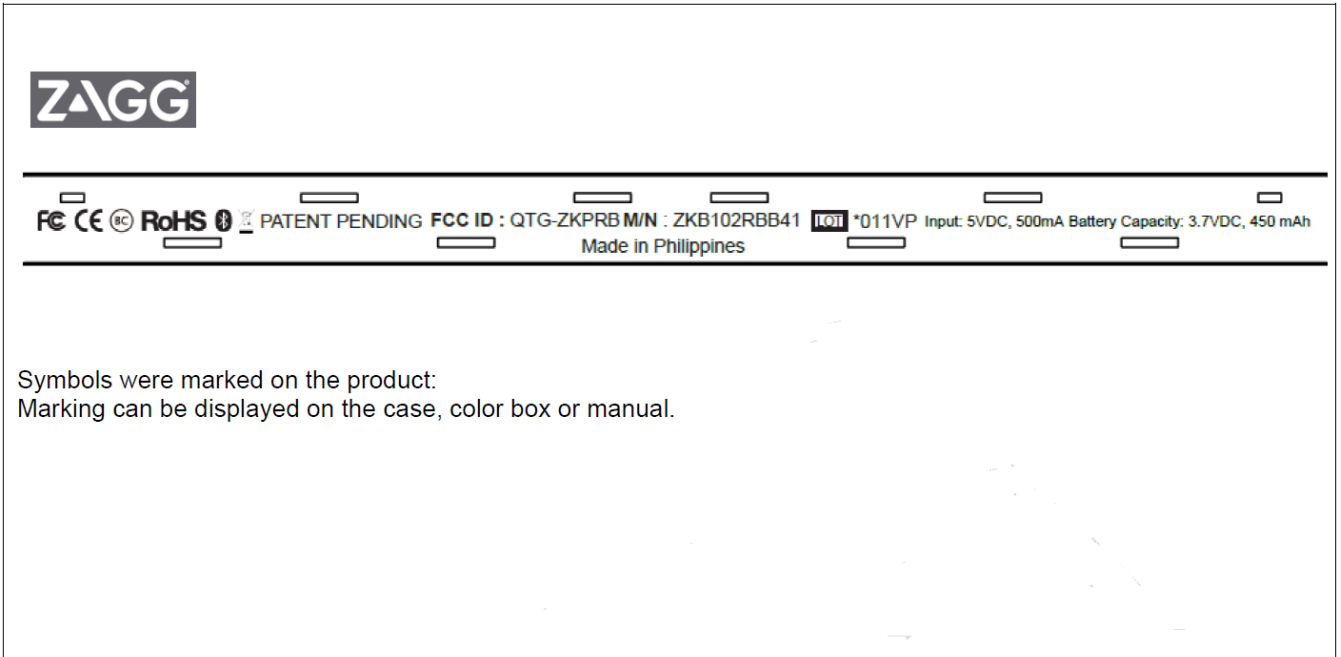 ZAGG
FC CE BC RoHS PATENT PENDING FCC ID : QTG-ZKPRB M/N : ZKB102RBB41 LOT *011VP Input: 5VDC, 500mA Battery Capacity: 3.7VDC, 450 mAh
Made in Philippines
Symbols were marked on the product:
Marking can be displayed on the case, color box or manual.